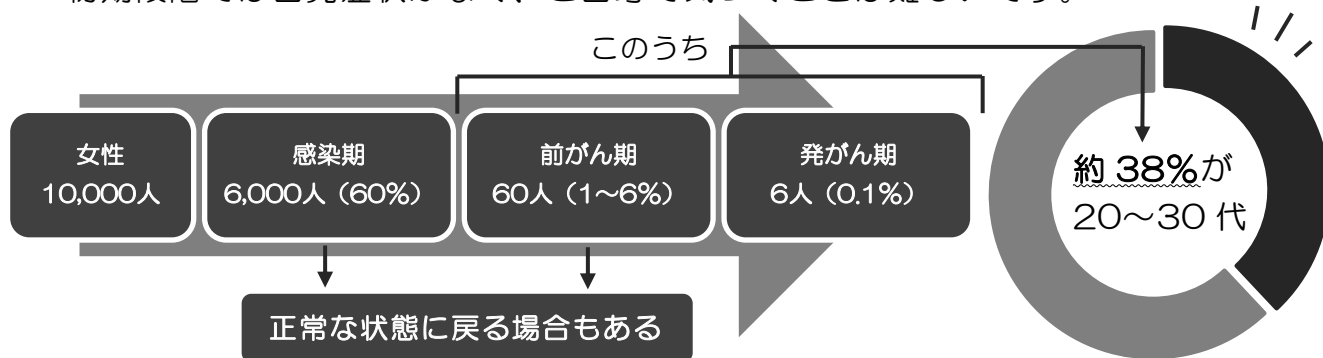 このうち
女性
10,000人
感染期
6,000人（60%）
前がん期
60人（1～6%）
発がん期
6人（0.1%）
正常な状態に戻る場合もある
約 38%が
20～30 代